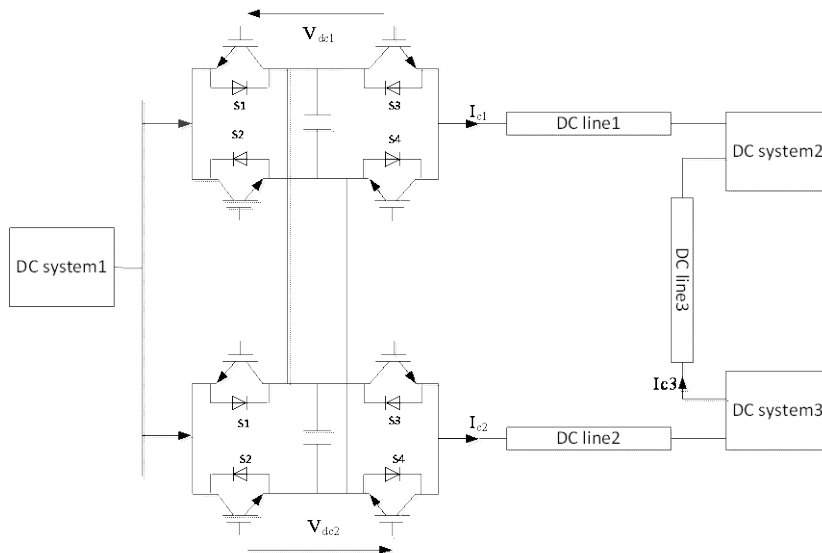 Vdc1
S1
S3
S2
S4
Ic1
DC line1
DC system2
DC system1
DC line3
Ic3
DC system3
S1
S3
S2
S4
Ic2
DC line2
Vdc2